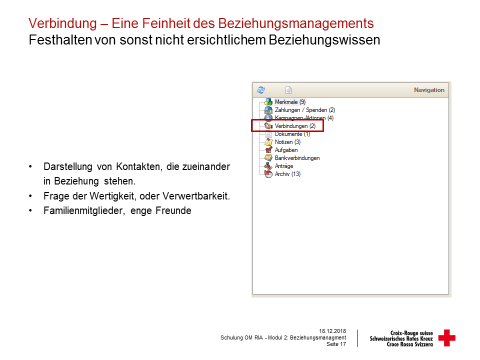 Verbindung – Eine Feinheit des Beziehungsmanagements
Festhalten von sonst nicht ersichtlichem Beziehungswissen
Navigation
Merkmale (9)
Zahlungen / Spenden (2)
Kampagnen-Aktionen (4)
Verbindungen (2)
Dokumente (1)
Notizen (3)
Aufgaben
Bankverbindungen
Anträge
Archiv (13)
• Darstellung von Kontakten, die zueinander
in Beziehung stehen.
• Frage der Wertigkeit, oder Verwertbarkeit.
• Familienmitglieder, enge Freunde
18.12.2018
Schulung OM RIA - Modul 2: Beziehungsmanagment
Seite 17
Croix-Rouge suisse
Schweizerisches Rotes Kreuz
Croce Rossa Svizzera